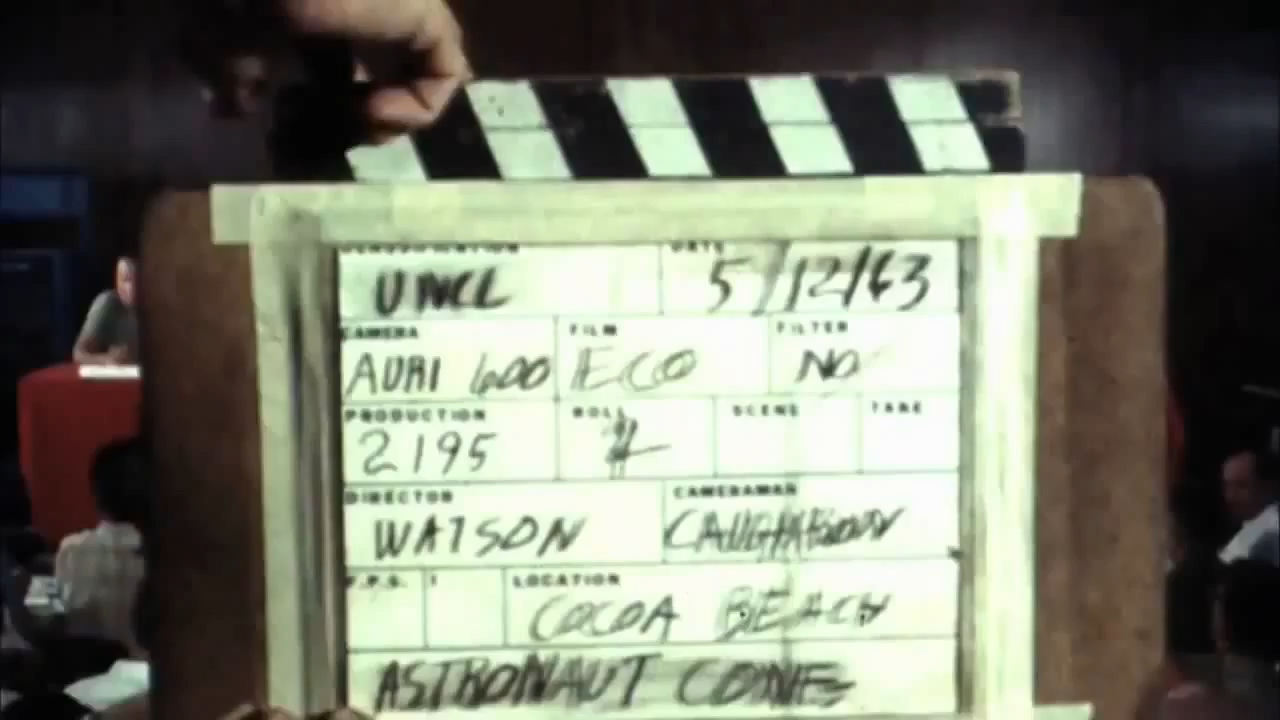 DENOMINATION DATE
UNCL 5/12/63
CAMERA FILM FILTER
AURI 600 ECO NO
PRODUCTION ROLL SCENE TAKE
2195
DIRECTOR CAMERAMAN
WATSON
F.P.S. LOCATION
COCOA BEACH
ASTRONAUT